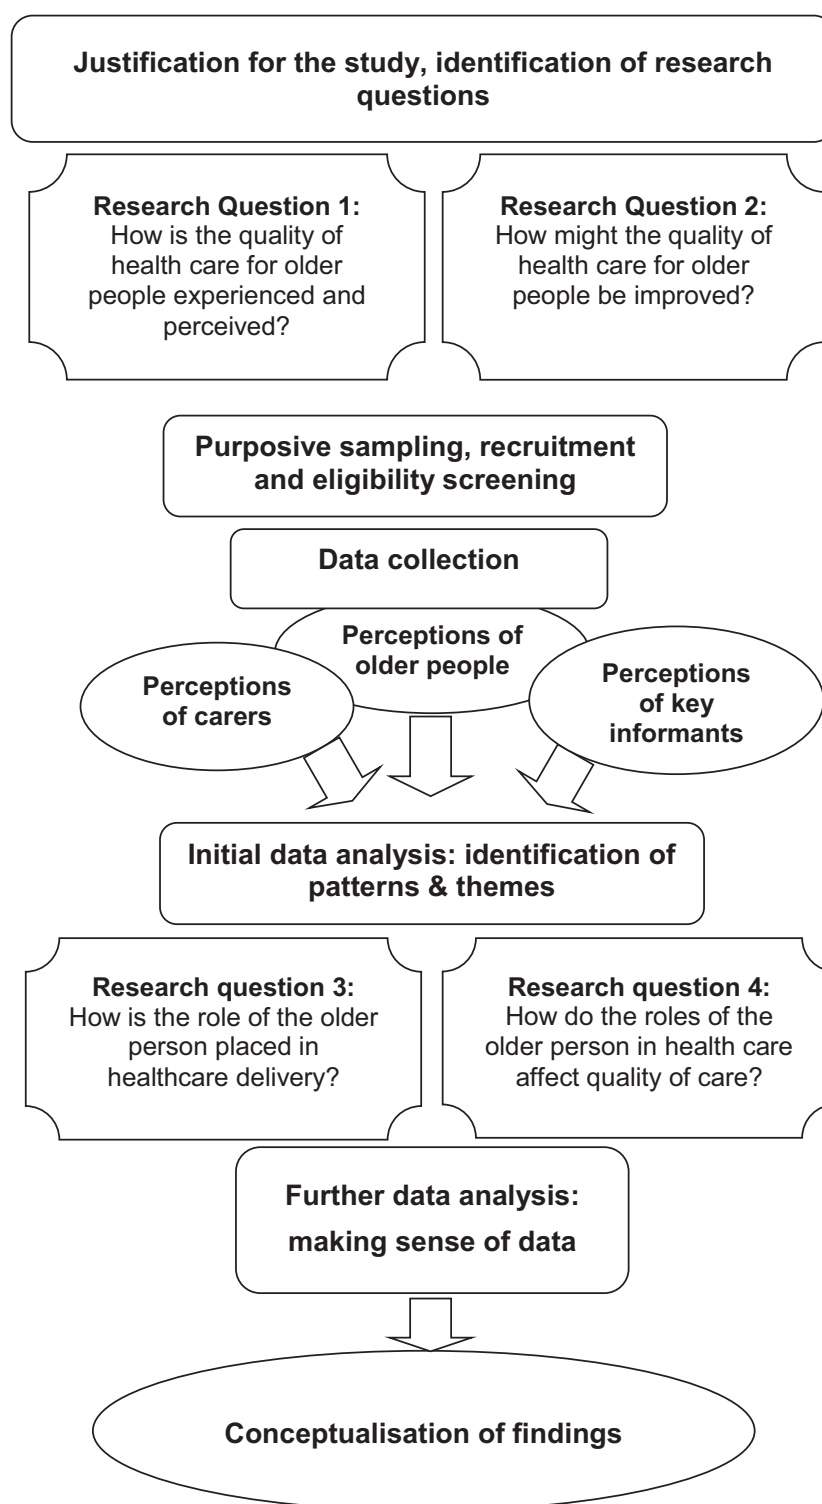 Justification for the study, identification of research
questions
Research Question 1:
How is the quality of
health care for older
people experienced and
perceived?
Research Question 2:
How might the quality of
health care for older
people be improved?
Purposive sampling, recruitment
and eligibility screening
Data collection
Perceptions of
older people
Perceptions
of carers
Perceptions
of key
informants
Initial data analysis: identification of
patterns & themes
Research question 3:
How is the role of the older
person placed in
healthcare delivery?
Research question 4:
How do the roles of the
older person in health care
affect quality of care?
Further data analysis:
making sense of data
Conceptualisation of findings